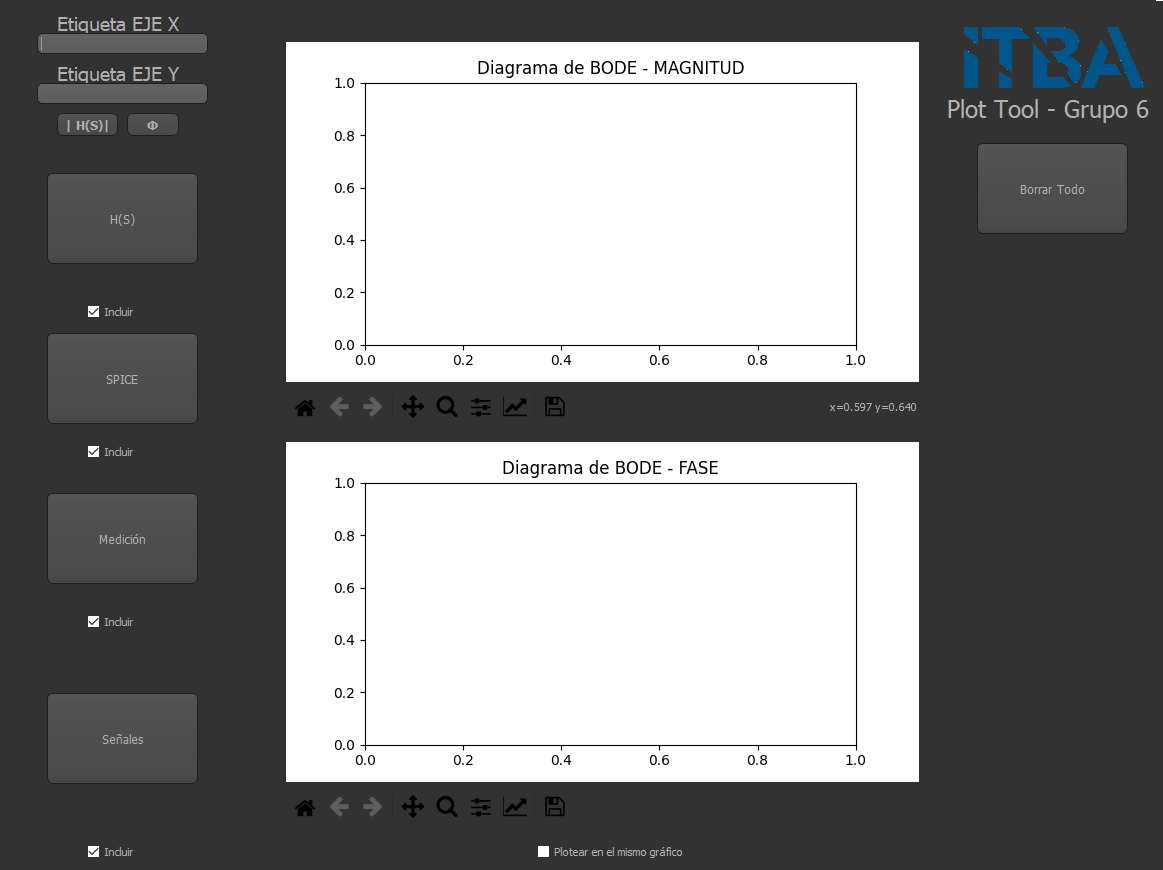 Etiqueta EJE X
Etiqueta EJE Y
| H(S)|
Φ
H(S)
Incluir
SPICE
Incluir
Medición
Incluir
Señales
Incluir
Diagrama de BODE - MAGNITUD
1.0
0.8
0.6
0.4
0.2
0.0
0.0 0.2 0.4 0.6 0.8 1.0
x=0.597 y=0.640
Diagrama de BODE - FASE
1.0
0.8
0.6
0.4
0.2
0.0
0.0 0.2 0.4 0.6 0.8 1.0
Plotear en el mismo gráfico
ITBA
Plot Tool - Grupo 6
Borrar Todo